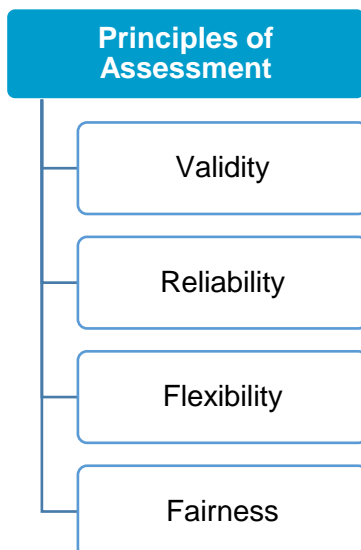 Principles of
Assessment
Validity
Reliability
Flexibility
Fairness